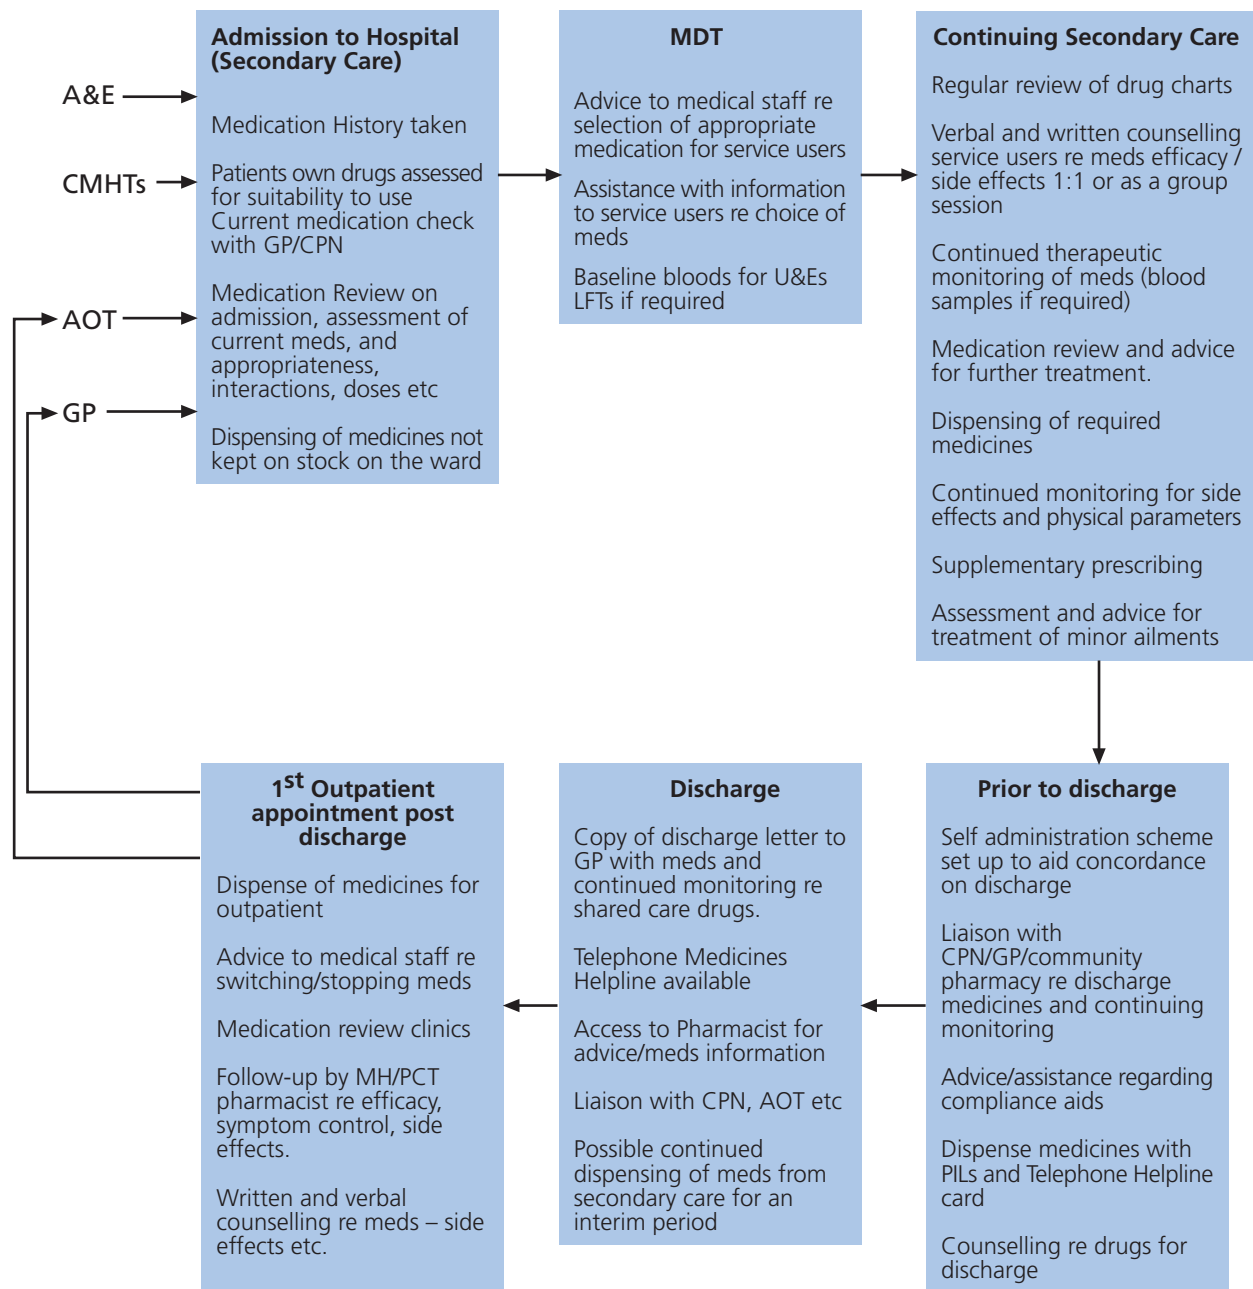 A&E
CMHTs
AOT
GP
Admission to Hospital
(Secondary Care)
Medication History taken
Patients own drugs assessed
for suitability to use
Current medication check
with GP/CPN
Medication Review on
admission, assessment of
current meds, and
appropriateness,
interactions, doses etc
Dispensing of medicines not
kept on stock on the ward
MDT
Advice to medical staff re
selection of appropriate
medication for service users
Assistance with information
to service users re choice of
meds
Baseline bloods for U&Es
LFTs if required
Continuing Secondary Care
Regular review of drug charts
Verbal and written counselling
service users re meds efficacy /
side effects 1:1 or as a group
session
Continued therapeutic
monitoring of meds (blood
samples if required)
Medication review and advice
for further treatment.
Dispensing of required
medicines
Continued monitoring for side
effects and physical parameters
Supplementary prescribing
Assessment and advice for
treatment of minor ailments
Prior to discharge
Self administration scheme
set up to aid concordance
on discharge
Liaison with
CPN/GP/community
pharmacy re discharge
medicines and continuing
monitoring
Advice/assistance regarding
compliance aids
Dispense medicines with
PILs and Telephone Helpline
card
Counselling re drugs for
discharge
Discharge
Copy of discharge letter to
GP with meds and
continued monitoring re
shared care drugs.
Telephone Medicines
Helpline available
Access to Pharmacist for
advice/meds information
Liaison with CPN, AOT etc
Possible continued
dispensing of meds from
secondary care for an
interim period
1st Outpatient
appointment post
discharge
Dispense of medicines for
outpatient
Advice to medical staff re
switching/stopping meds
Medication review clinics
Follow-up by MH/PCT
pharmacist re efficacy,
symptom control, side
effects.
Written and verbal
counselling re meds – side
effects etc.